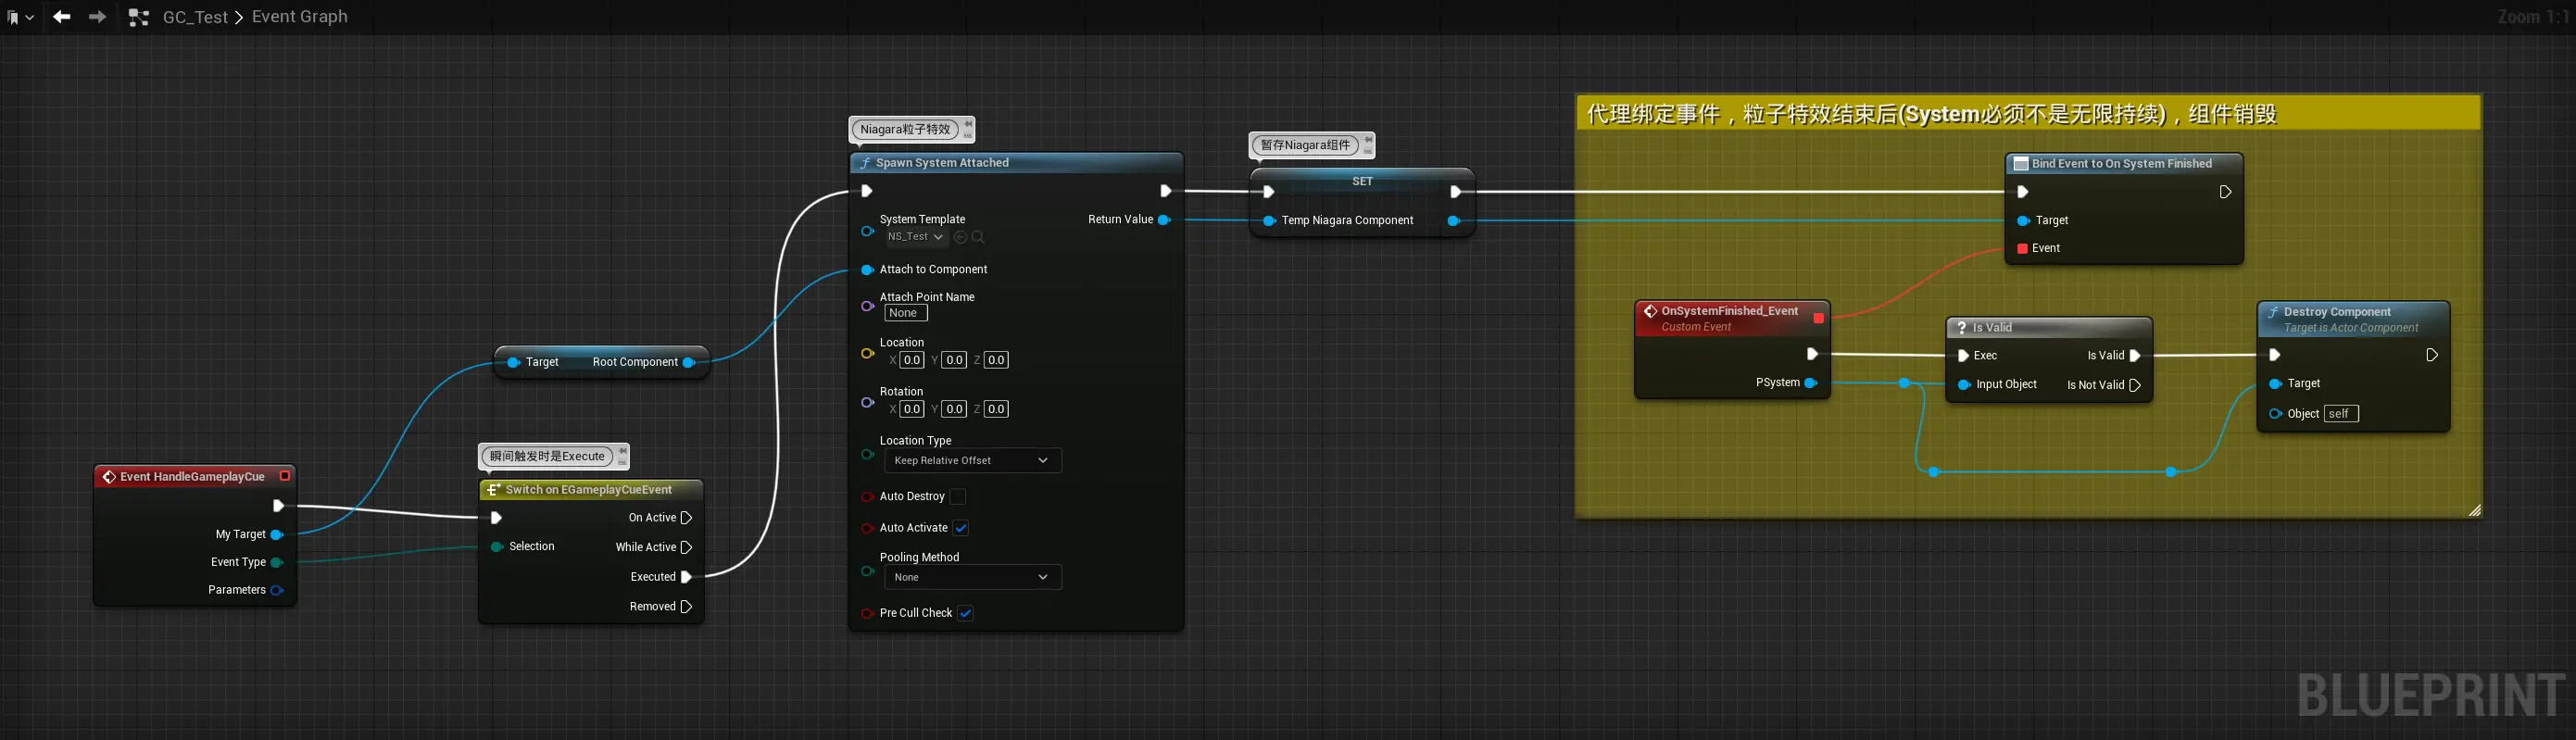 GC_Test > Event Graph
Zoom 1:1
Event HandleGameplayCue
My Target
Event Type
Parameters
Target
Root Component
瞬间触发时是Execute
Switch on EGameplayCueEvent
Selection
On Active
While Active
Executed
Removed
Niagara粒子特效
Spawn System Attached
System Template
NS_Test
Return Value
Attach to Component
Attach Point Name
None
Location
X 0.0 Y 0.0 Z 0.0
Rotation
X 0.0 Y 0.0 Z 0.0
Location Type
Keep Relative Offset
Auto Destroy
Auto Activate
Pooling Method
None
Pre Cull Check
暂存Niagara组件
SET
Temp Niagara Component
代理绑定事件，粒子特效结束后(System必须不是无限持续)，组件销毁
Bind Event to On System Finished
Target
Event
OnSystemFinished_Event
Custom Event
PSystem
Is Valid
Exec
Is Valid
Input Object
Is Not Valid
Destroy Component
Target is Actor Component
Target
Object self
BLUEPRINT